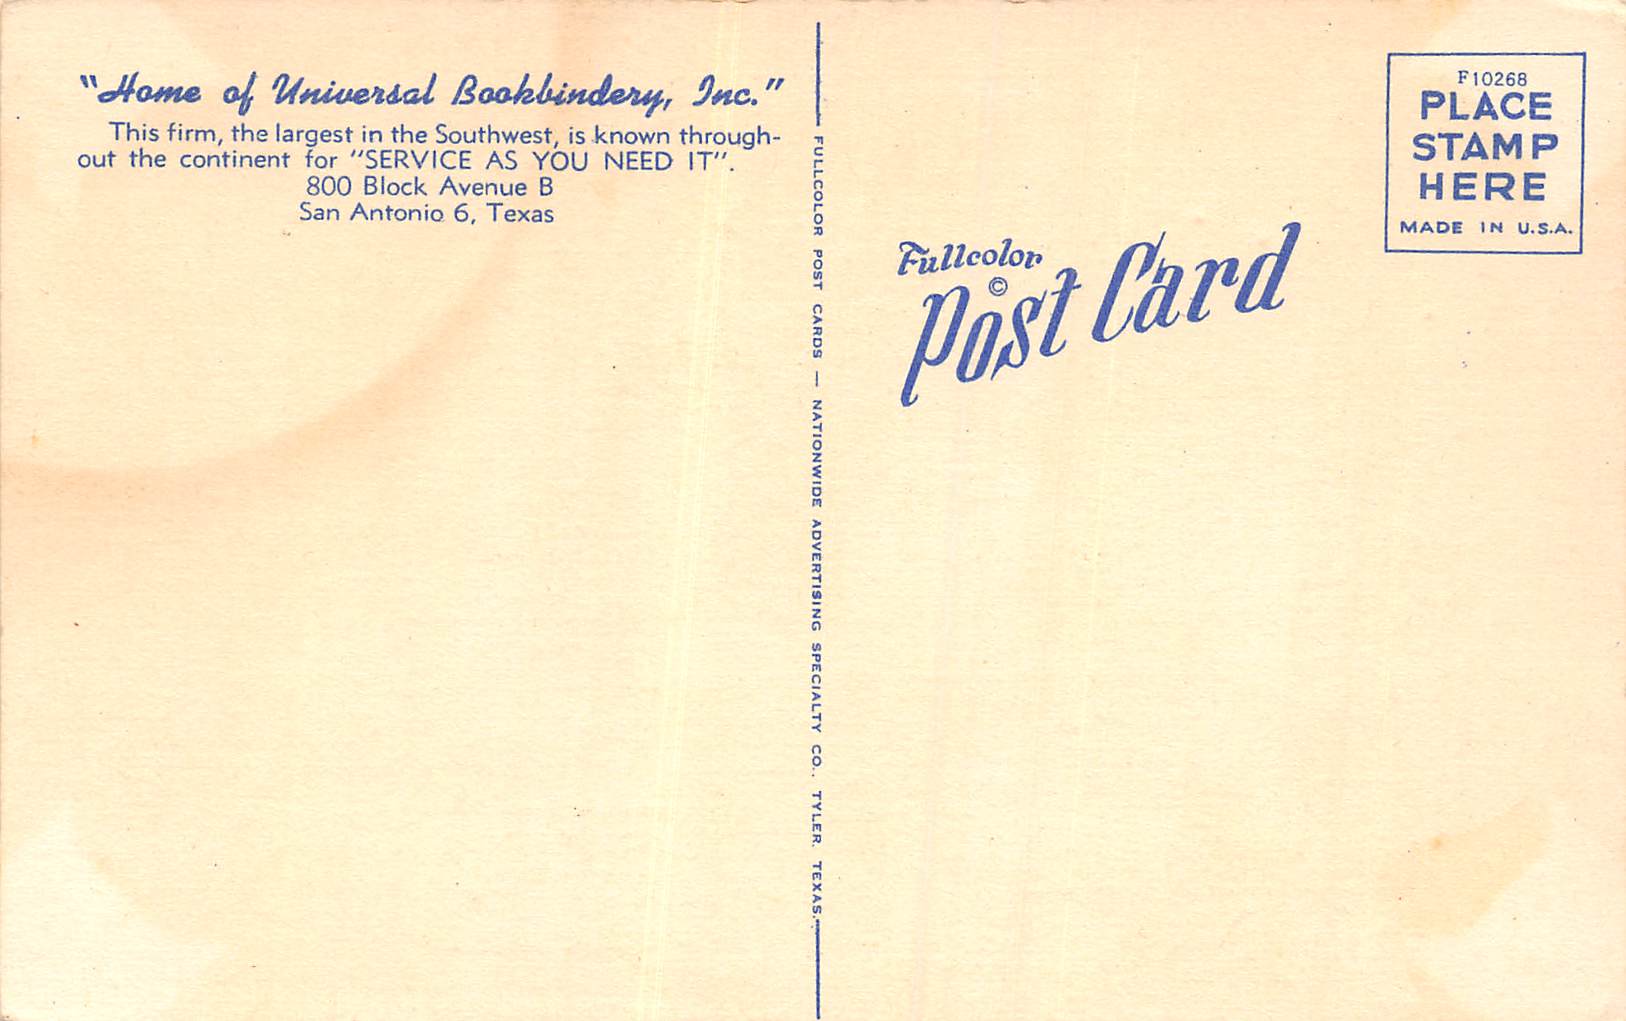 "Home of Universal Bookbindery, Inc."
This firm, the largest in the Southwest, is known through-
out the continent for "SERVICE AS YOU NEED IT".
800 Block Avenue B
San Antonio 6, Texas
FULLCOLOR POST CARDS — NATIONWIDE ADVERTISING SPECIALTY CO., TYLER, TEXAS.
Fullcolor
©
Post Card
F10268
PLACE
STAMP
HERE
MADE IN U.S.A.